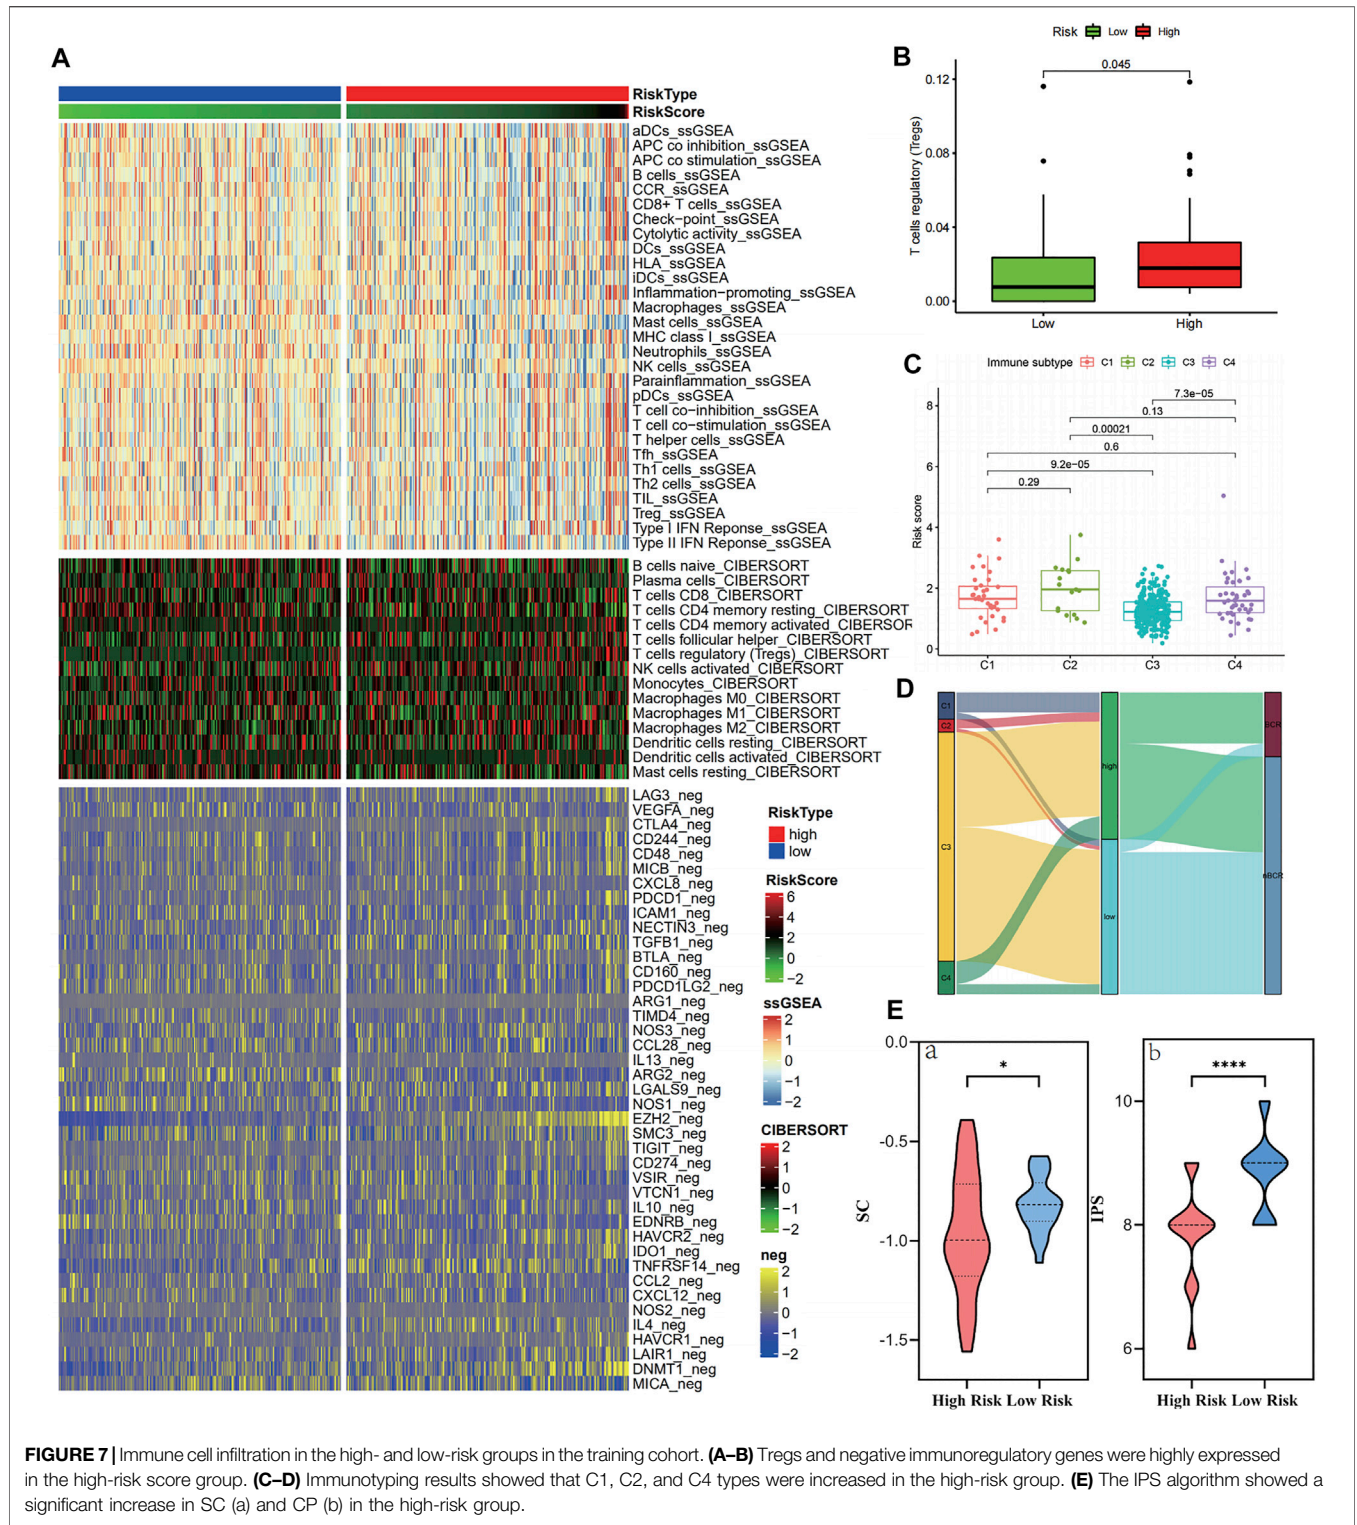 A
RiskType
RiskScore
aDCs_ssGSEA
APC co inhibition_ssGSEA
APC co stimulation_ssGSEA
B cells_ssGSEA
CCR_ssGSEA
CD8+ T cells_ssGSEA
Check−point_ssGSEA
Cytolytic activity_ssGSEA
DCs_ssGSEA
HLA_ssGSEA
iDCs_ssGSEA
Inflammation−promoting_ssGSEA
Macrophages_ssGSEA
Mast cells_ssGSEA
MHC class I_ssGSEA
Neutrophils_ssGSEA
NK cells_ssGSEA
Parainflammation_ssGSEA
pDCs_ssGSEA
T cell co−inhibition_ssGSEA
T cell co−stimulation_ssGSEA
T helper cells_ssGSEA
Tfh_ssGSEA
Th1 cells_ssGSEA
Th2 cells_ssGSEA
TIL_ssGSEA
Treg_ssGSEA
Type I IFN Reponse_ssGSEA
Type II IFN Reponse_ssGSEA
B cells naive_CIBERSORT
Plasma cells_CIBERSORT
T cells CD8_CIBERSORT
T cells CD4 memory resting_CIBERSORT
T cells CD4 memory activated_CIBERSOR
T cells follicular helper_CIBERSORT
T cells regulatory (Tregs)_CIBERSORT
NK cells activated_CIBERSORT
Monocytes_CIBERSORT
Macrophages M0_CIBERSORT
Macrophages M1_CIBERSORT
Macrophages M2_CIBERSORT
Dendritic cells resting_CIBERSORT
Dendritic cells activated_CIBERSORT
Mast cells resting_CIBERSORT
LAG3_neg
VEGFA_neg
CTLA4_neg
CD244_neg
CD48_neg
MICB_neg
CXCL8_neg
PDCD1_neg
ICAM1_neg
NECTIN3_neg
TGFB1_neg
BTLA_neg
CD160_neg
PDCD1LG2_neg
ARG1_neg
TIMD4_neg
NOS3_neg
CCL28_neg
IL13_neg
ARG2_neg
LGALS9_neg
NOS1_neg
EZH2_neg
SMC3_neg
TIGIT_neg
CD274_neg
VSIR_neg
VTCN1_neg
IL10_neg
EDNRB_neg
HAVCR2_neg
IDO1_neg
TNFRSF14_neg
CCL2_neg
CXCL12_neg
NOS2_neg
IL4_neg
HAVCR1_neg
LAIR1_neg
DNMT1_neg
MICA_neg
RiskType
high
low
RiskScore
6
4
2
0
−2
ssGSEA
2
1
0
−1
−2
CIBERSORT
2
1
0
−1
−2
neg
2
1
0
−1
−2
B
Risk Low High
0.045
T cells regulatory (Tregs)
0.12
0.08
0.04
0.00
Low High
C
Immune subtype C1 C2 C3 C4
7.3e−05
0.13
0.00021
0.6
9.2e−05
0.29
Risk score
8
6
4
2
0
C1 C2 C3 C4
D
C1
C2
C3
C4
high
low
BCR
nBCR
E
a
*
SC
0.0
-0.5
-1.0
-1.5
High Risk Low Risk
b
****
IPS
10
8
6
High Risk Low Risk
FIGURE 7 | Immune cell infiltration in the high- and low-risk groups in the training cohort. (A–B) Tregs and negative immunoregulatory genes were highly expressed
in the high-risk score group. (C–D) Immunotyping results showed that C1, C2, and C4 types were increased in the high-risk group. (E) The IPS algorithm showed a
significant increase in SC (a) and CP (b) in the high-risk group.